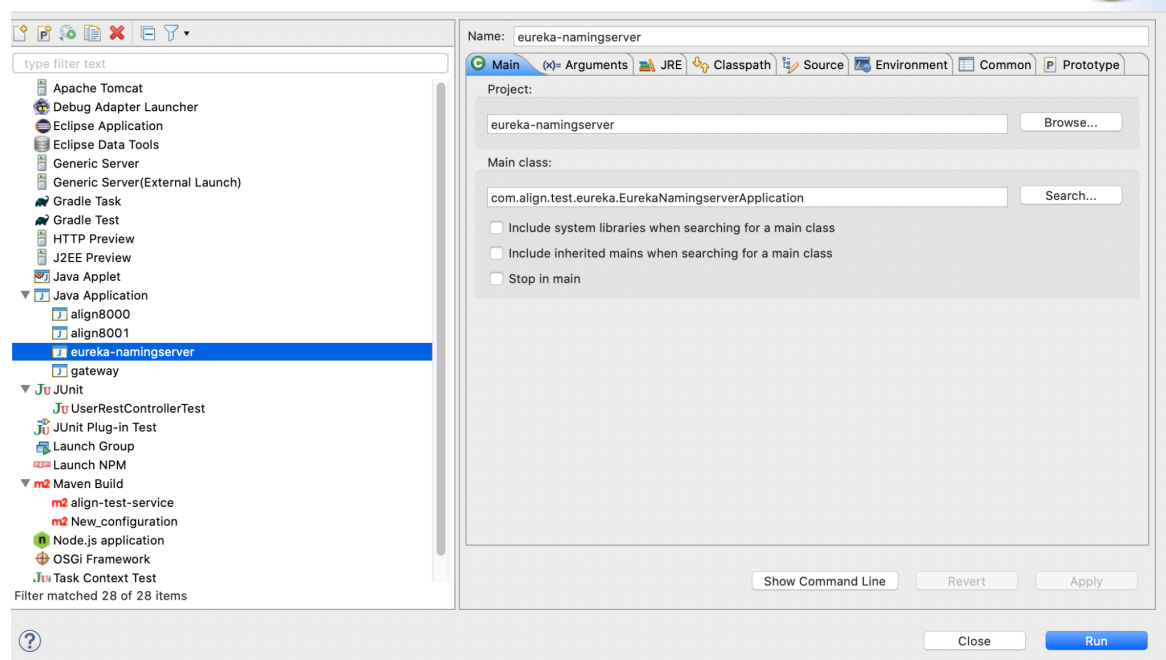 type filter text
Apache Tomcat
Debug Adapter Launcher
Eclipse Application
Eclipse Data Tools
Generic Server
Generic Server(External Launch)
Gradle Task
Gradle Test
HTTP Preview
J2EE Preview
Java Applet
Java Application
align8000
align8001
eureka-namingserver
gateway
JUnit
UserRestControllerTest
JUnit Plug-in Test
Launch Group
Launch NPM
Maven Build
m2 align-test-service
m2 New_configuration
Node.js application
OSGi Framework
Task Context Test
Filter matched 28 of 28 items
Name: eureka-namingserver
Main (x)= Arguments JRE Classpath Source Environment Common Prototype
Project:
eureka-namingserver Browse...
Main class:
com.align.test.eureka.EurekaNamingserverApplication Search...
Include system libraries when searching for a main class
Include inherited mains when searching for a main class
Stop in main
Show Command Line Revert Apply
Close Run